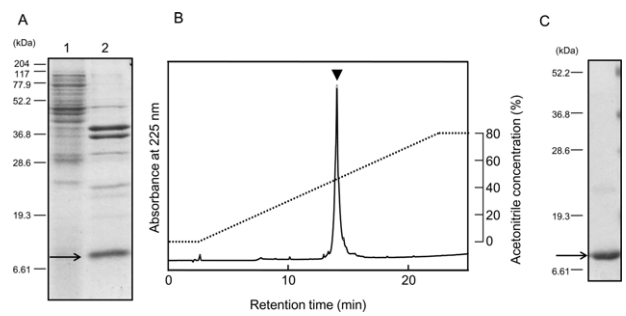 A
(kDa)
1 2
204
117
77.9
52.2
36.8
28.6
19.3
6.61
B
Absorbance at 225 nm
0 10 20
Retention time (min)
80
60
40
20
0
Acetonitrile concentration (%)
C
(kDa)
52.2
36.8
28.6
19.3
6.61